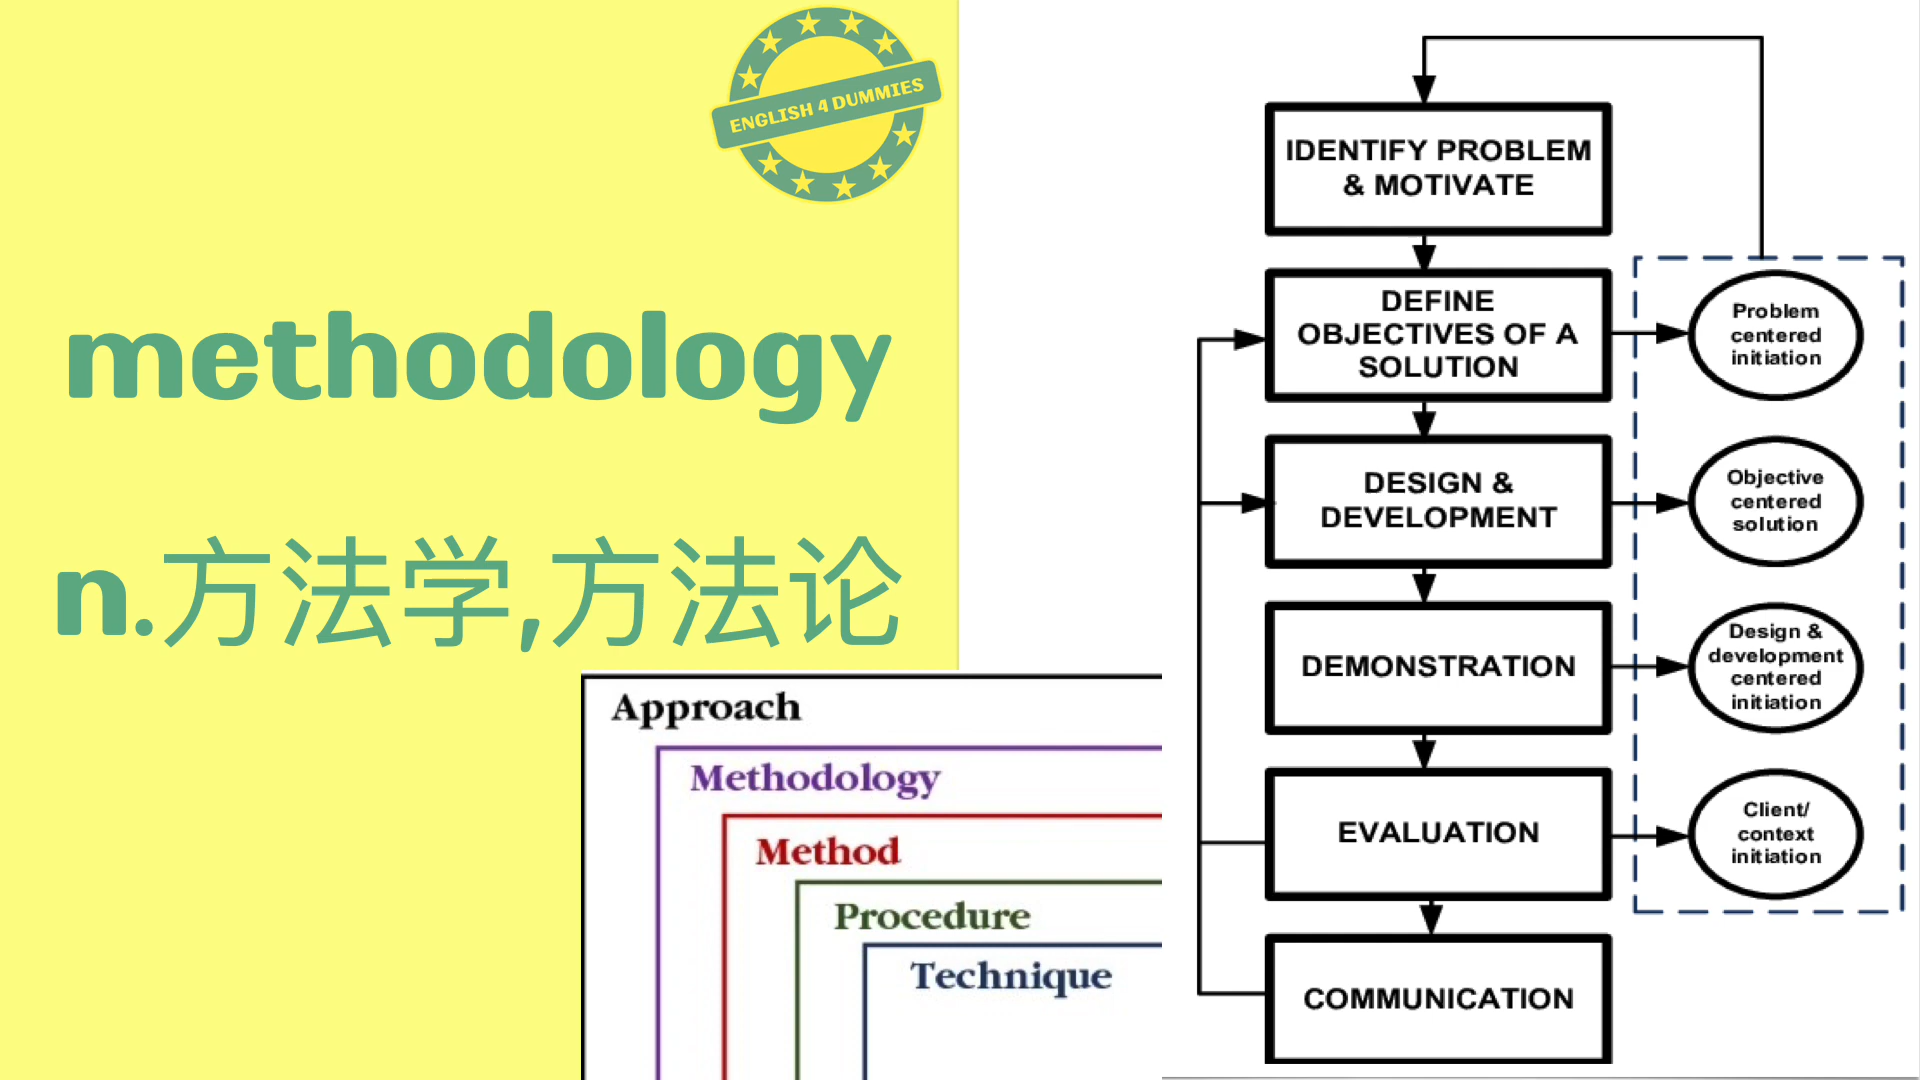 ENGLISH 4 DUMMIES
methodology
n.方法学,方法论
Approach
Methodology
Method
Procedure
Technique
IDENTIFY PROBLEM
& MOTIVATE
DEFINE
OBJECTIVES OF A
SOLUTION
DESIGN &
DEVELOPMENT
DEMONSTRATION
EVALUATION
COMMUNICATION
Problem
centered
initiation
Objective
centered
solution
Design &
development
centered
initiation
Client/
context
initiation